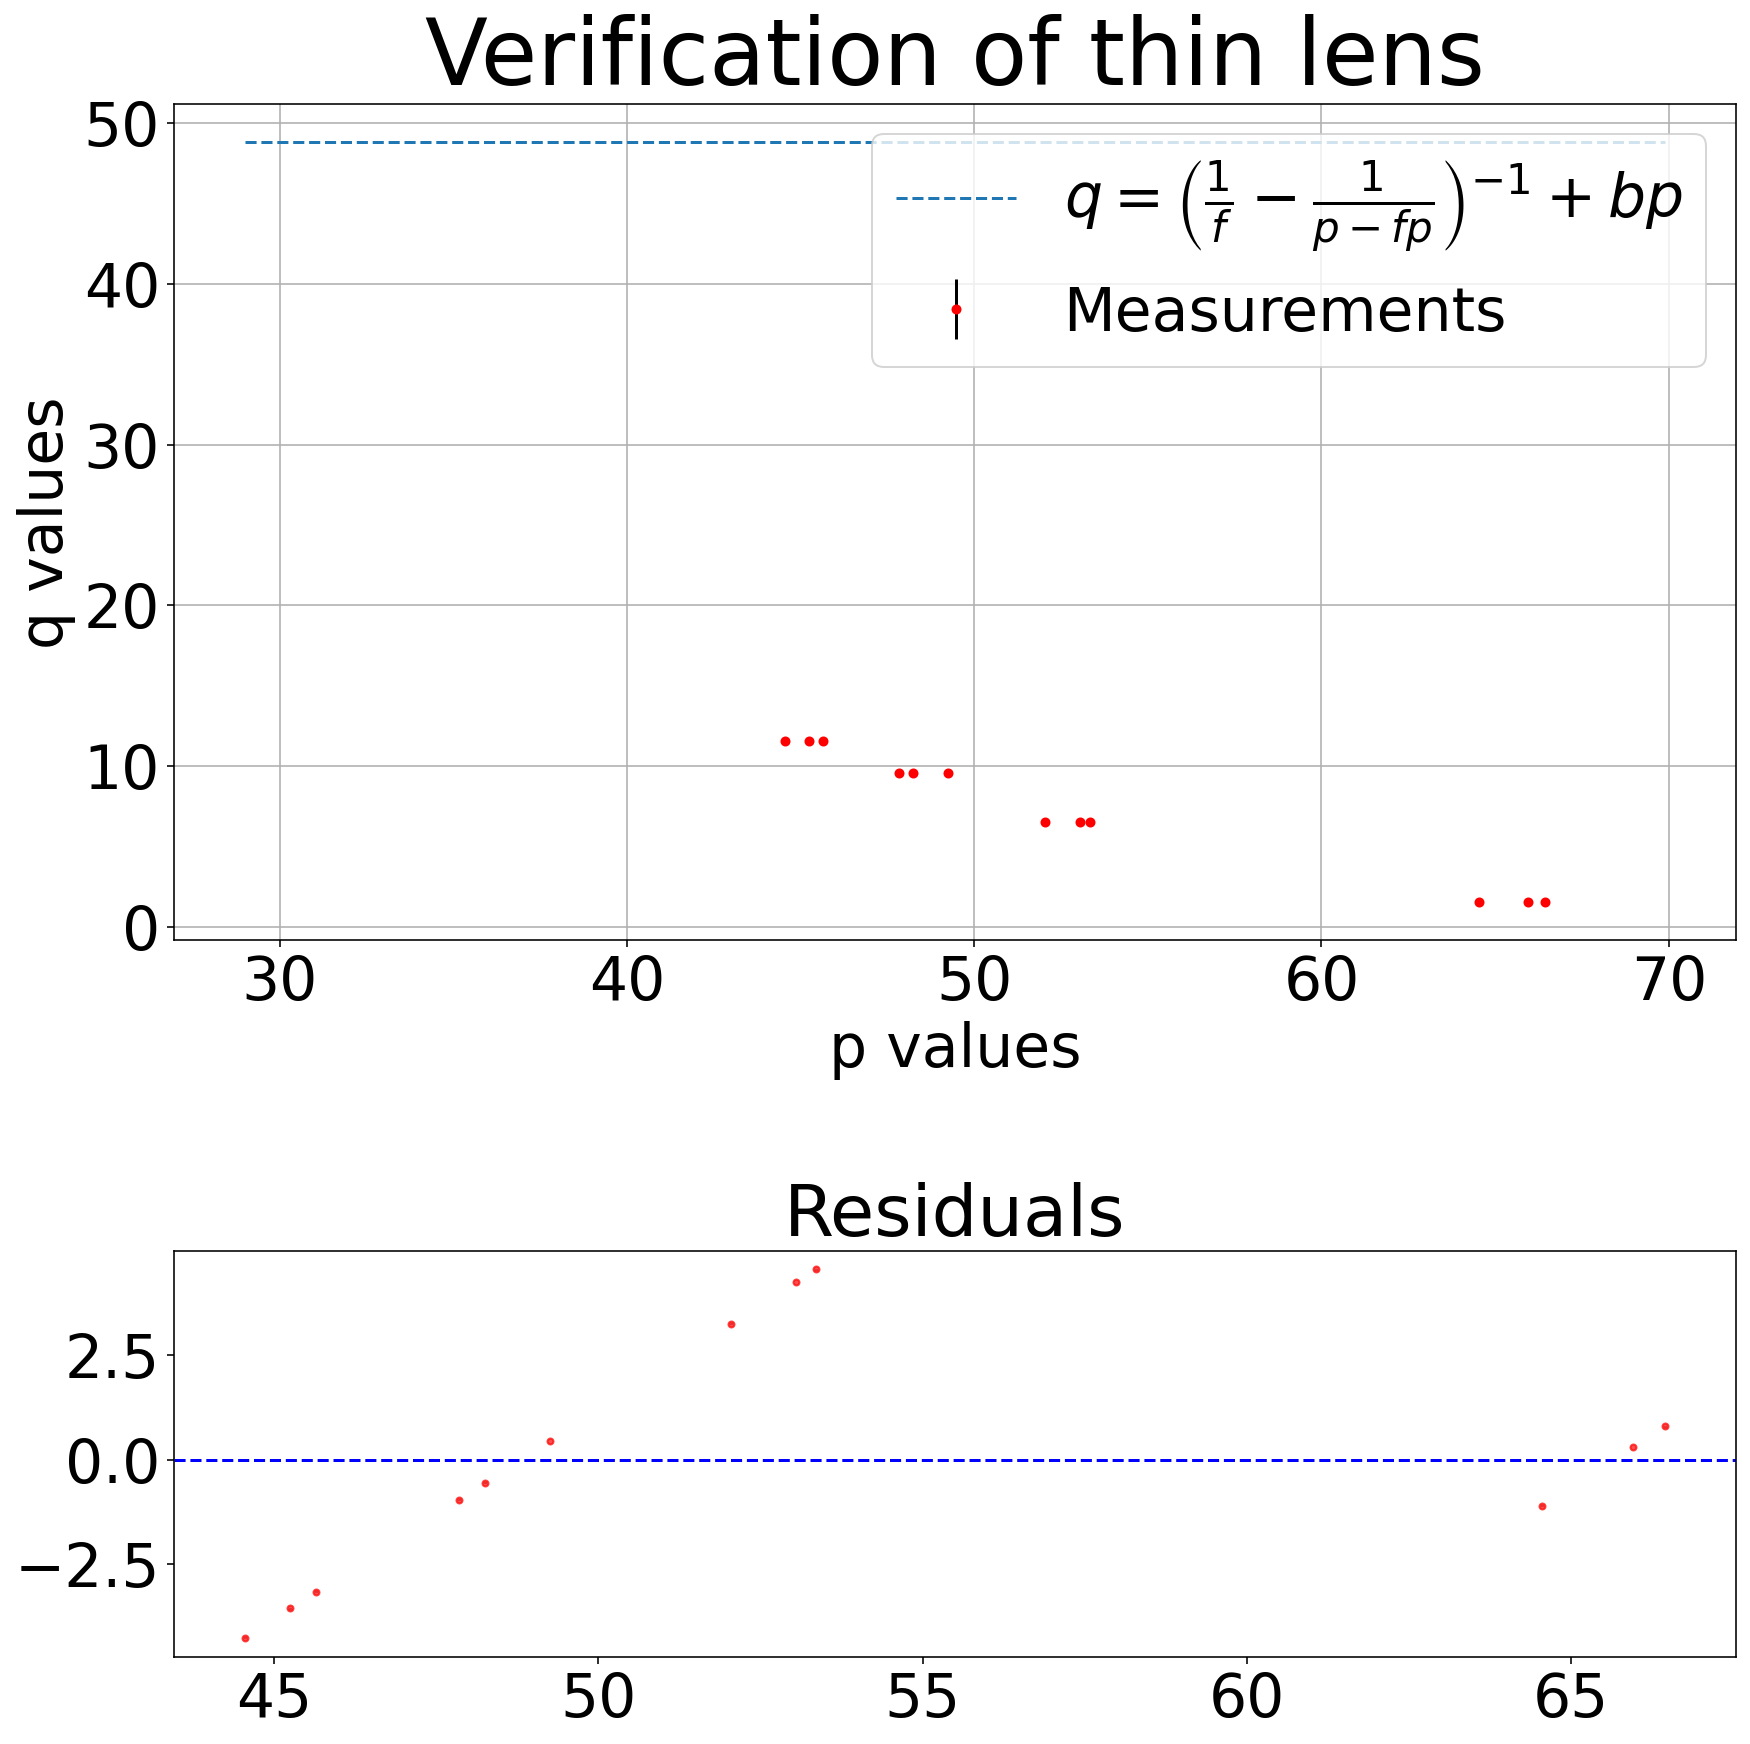 Verification of thin lens
50
40
30
20
10
0
q values
q = (1/f − 1/(p − fp))⁻¹ + bp
Measurements
30 40 50 60 70
p values
Residuals
2.5
0.0
−2.5
45 50 55 60 65